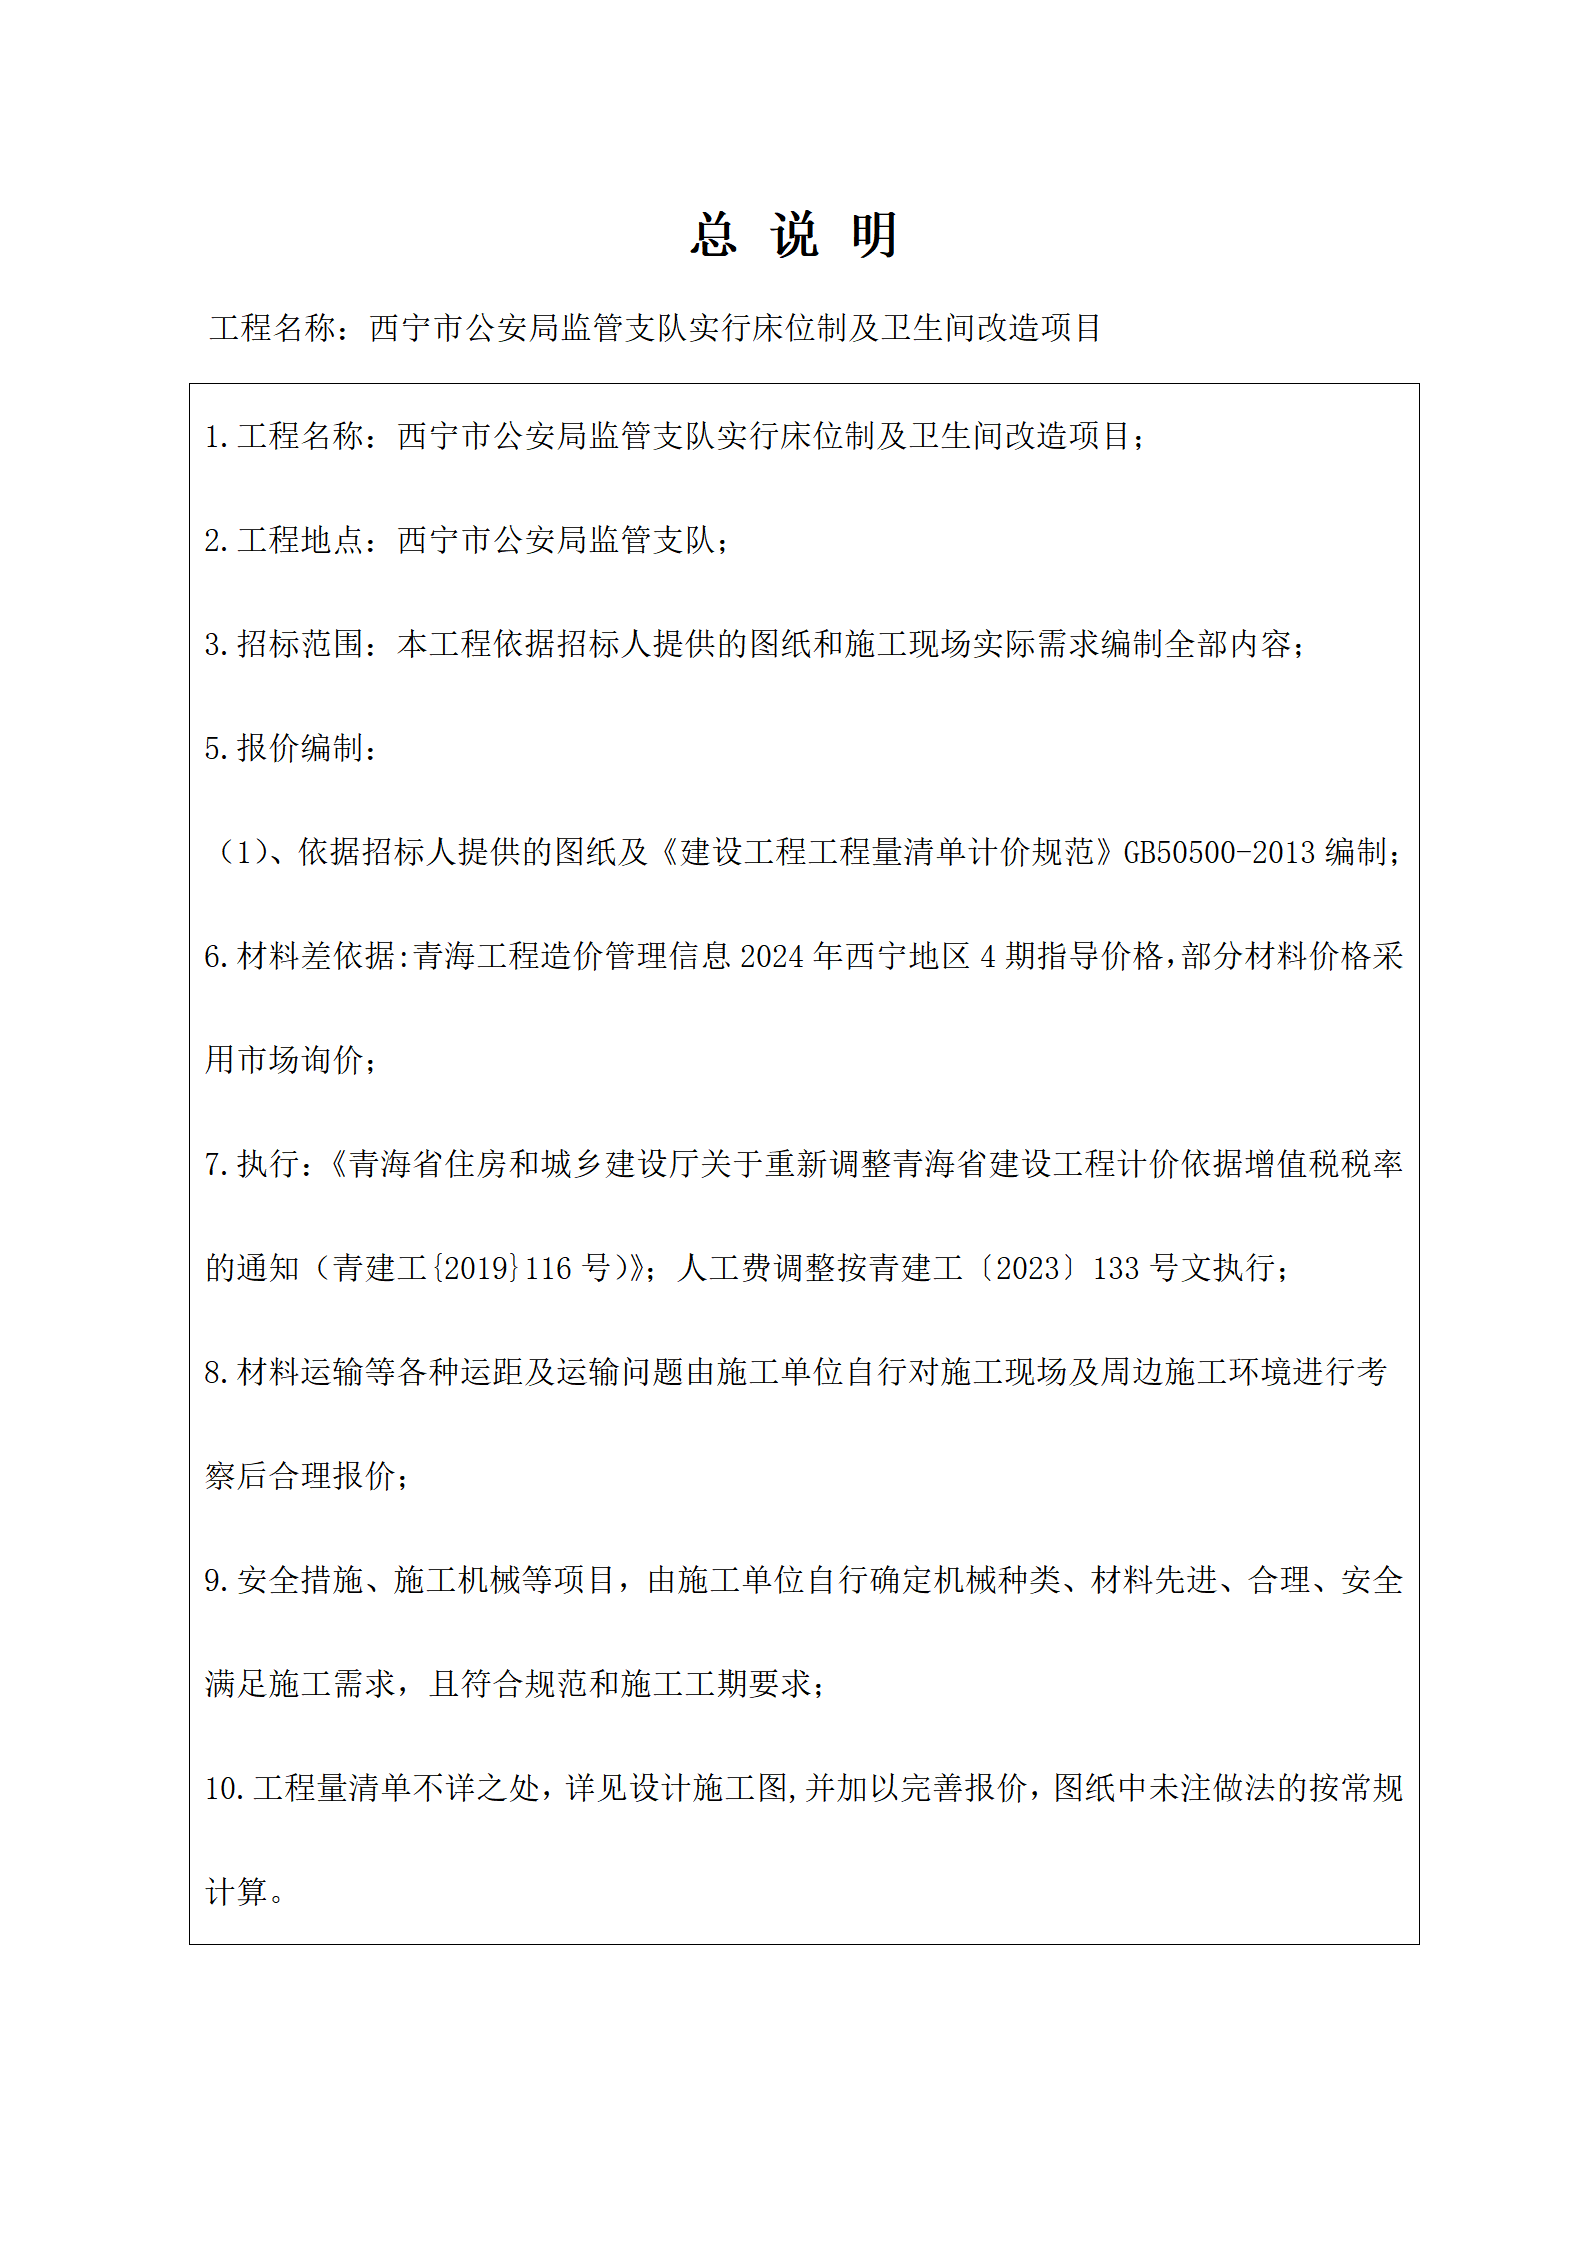 总 说 明
工程名称：西宁市公安局监管支队实行床位制及卫生间改造项目
1.工程名称：西宁市公安局监管支队实行床位制及卫生间改造项目；
2.工程地点：西宁市公安局监管支队；
3.招标范围：本工程依据招标人提供的图纸和施工现场实际需求编制全部内容；
5.报价编制：
（1）、依据招标人提供的图纸及《建设工程工程量清单计价规范》GB50500-2013 编制；
6.材料差依据:青海工程造价管理信息 2024 年西宁地区 4 期指导价格，部分材料价格采
用市场询价；
7.执行：《青海省住房和城乡建设厅关于重新调整青海省建设工程计价依据增值税税率
的通知（青建工{2019}116 号）》；人工费调整按青建工〔2023〕133 号文执行；
8.材料运输等各种运距及运输问题由施工单位自行对施工现场及周边施工环境进行考
察后合理报价；
9.安全措施、施工机械等项目，由施工单位自行确定机械种类、材料先进、合理、安全
满足施工需求，且符合规范和施工工期要求；
10.工程量清单不详之处，详见设计施工图,并加以完善报价，图纸中未注做法的按常规
计算。